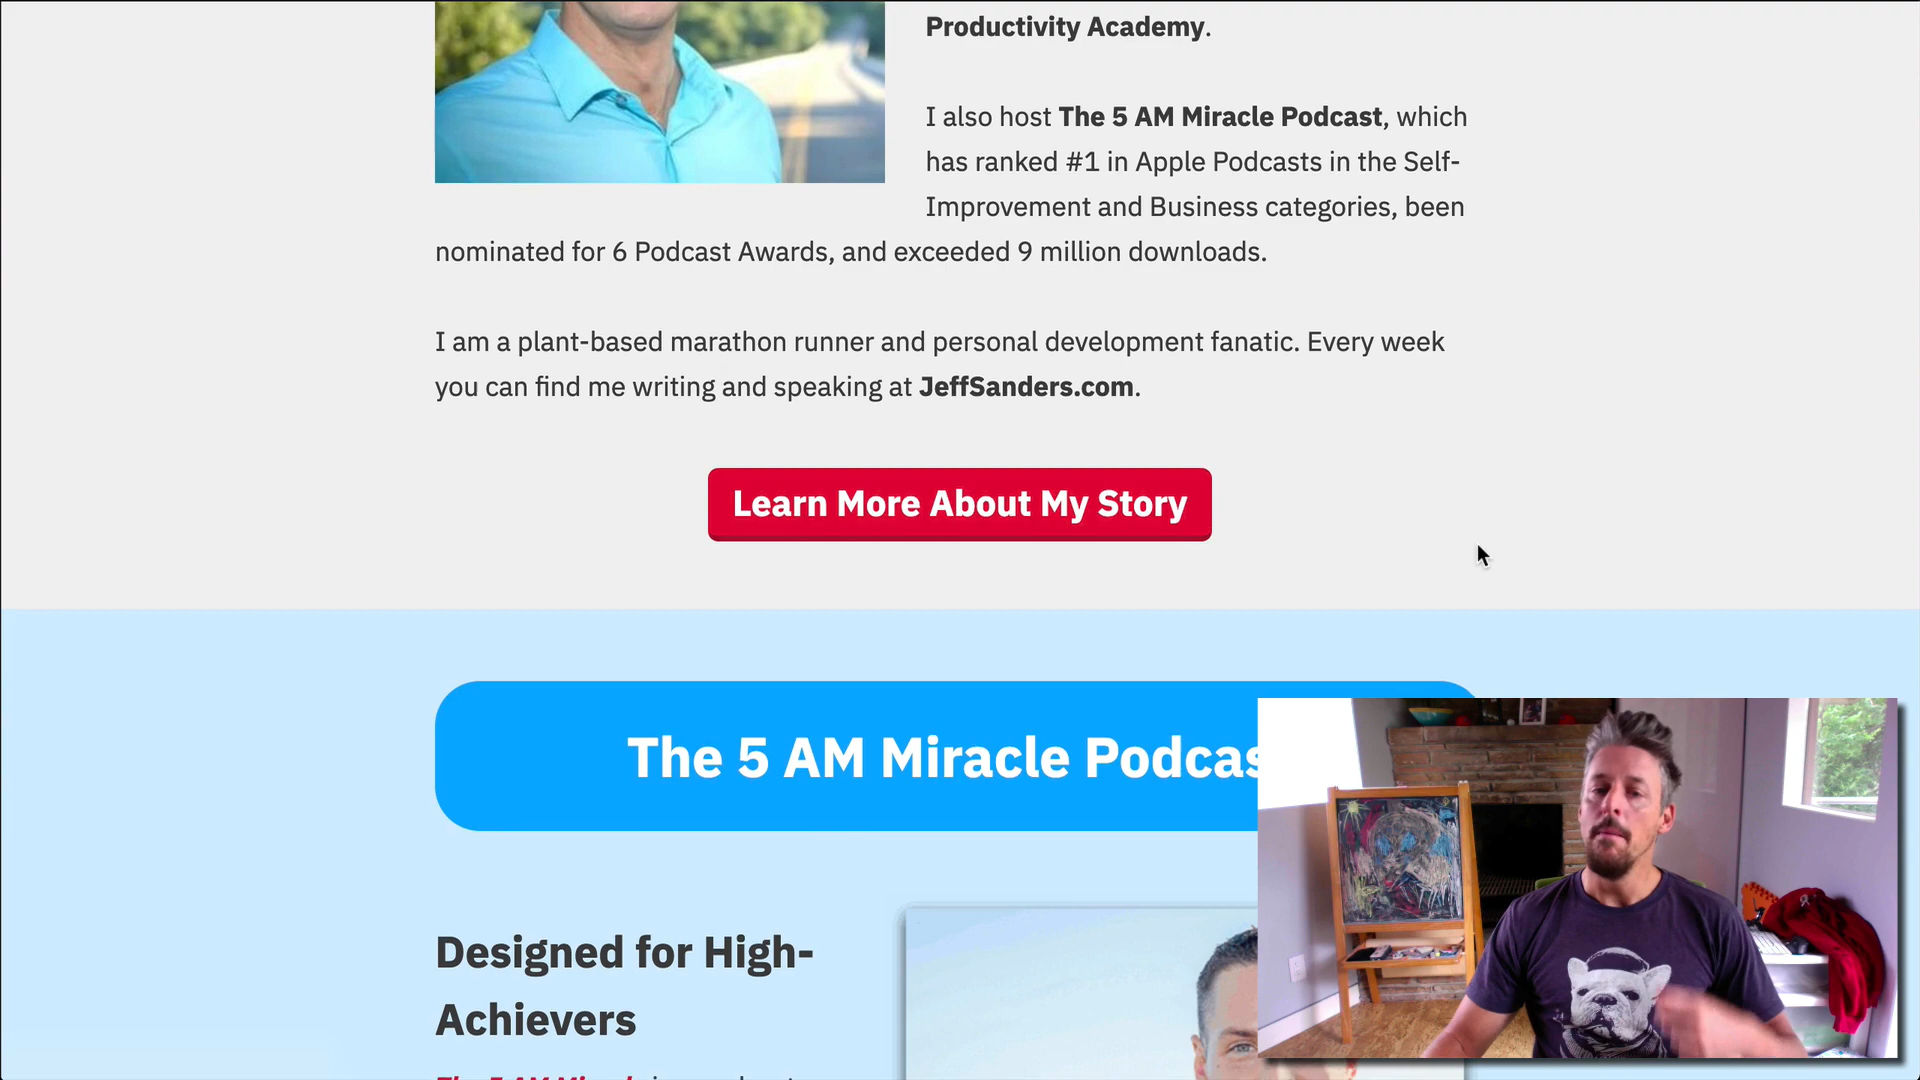 Productivity Academy.
I also host The 5 AM Miracle Podcast, which
has ranked #1 in Apple Podcasts in the Self-
Improvement and Business categories, been
nominated for 6 Podcast Awards, and exceeded 9 million downloads.
I am a plant-based marathon runner and personal development fanatic. Every week
you can find me writing and speaking at JeffSanders.com.
Learn More About My Story
The 5 AM Miracle
Designed for High-
Achievers